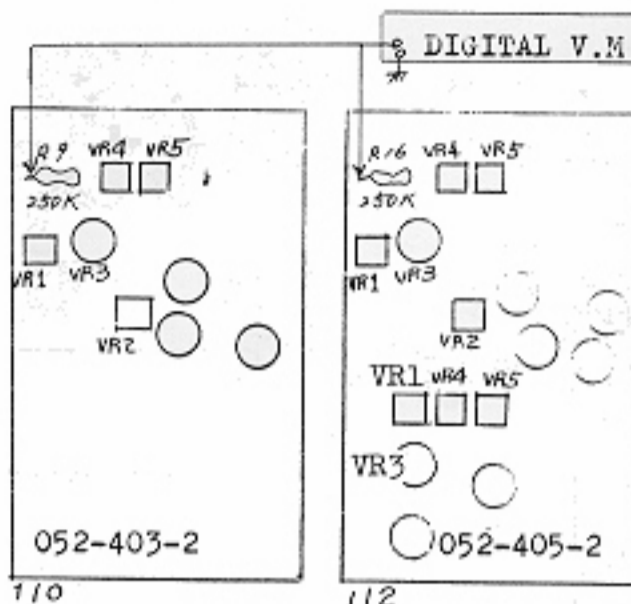 DIGITAL V.M
R9 VR4 VR5
250K
VR1 VR3
VR2
052-403-2
110
R16 VR4 VR5
250K
VR1 VR3
VR2
VR1 VR4 VR5
VR3
052-405-2
112